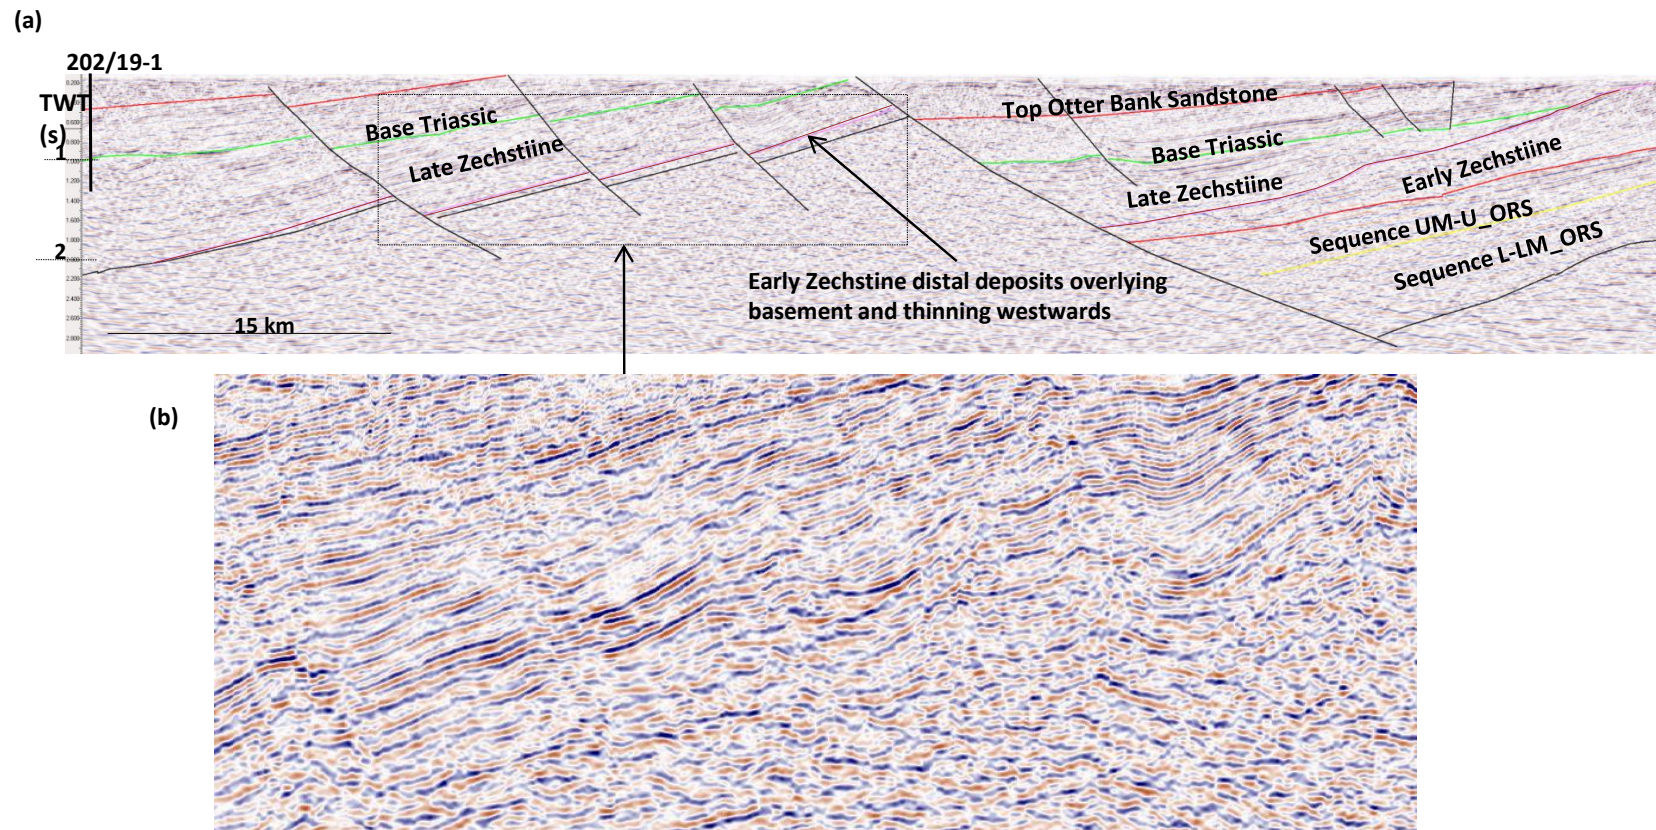 (a)
202/19-1
TWT
(s)
1
2
Base Triassic
Late Zechstiine
Top Otter Bank Sandstone
Base Triassic
Late Zechstiine
Early Zechstiine
Sequence UM-U_ORS
Sequence L-LM_ORS
Early Zechstine distal deposits overlying
basement and thinning westwards
15 km
(b)